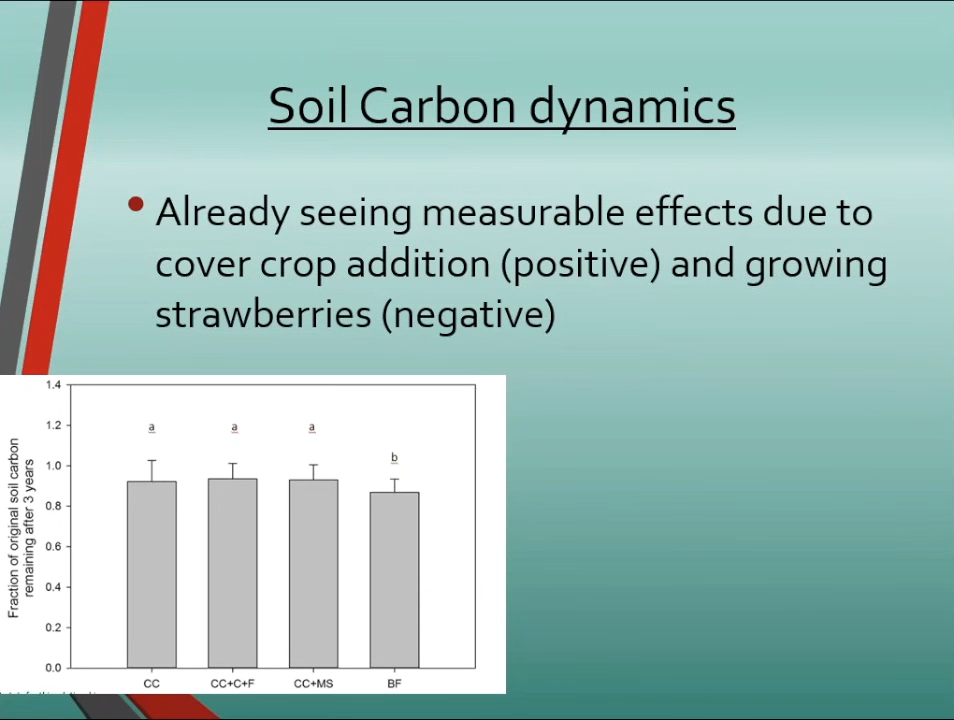 Soil Carbon dynamics
• Already seeing measurable effects due to
cover crop addition (positive) and growing
strawberries (negative)
Fraction of original soil carbon
remaining after 3 years
1.4
1.2
1.0
0.8
0.6
0.4
0.2
0.0
a
a
a
b
CC
CC+C+F
CC+MS
BF